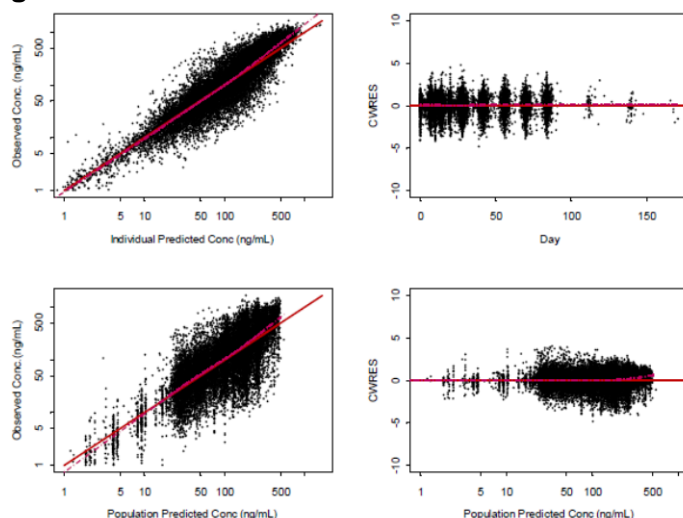 Observed Conc. (ng/mL)
500
50
5
1
1 5 10 50 100 500
Individual Predicted Conc (ng/mL)
CWRES
10
5
0
-5
-10
0 50 100 150
Day
Observed Conc. (ng/mL)
500
50
5
1
1 5 10 50 100 500
Population Predicted Conc (ng/mL)
CWRES
10
5
0
-5
-10
1 5 10 50 100 500
Population Predicted Conc (ng/mL)